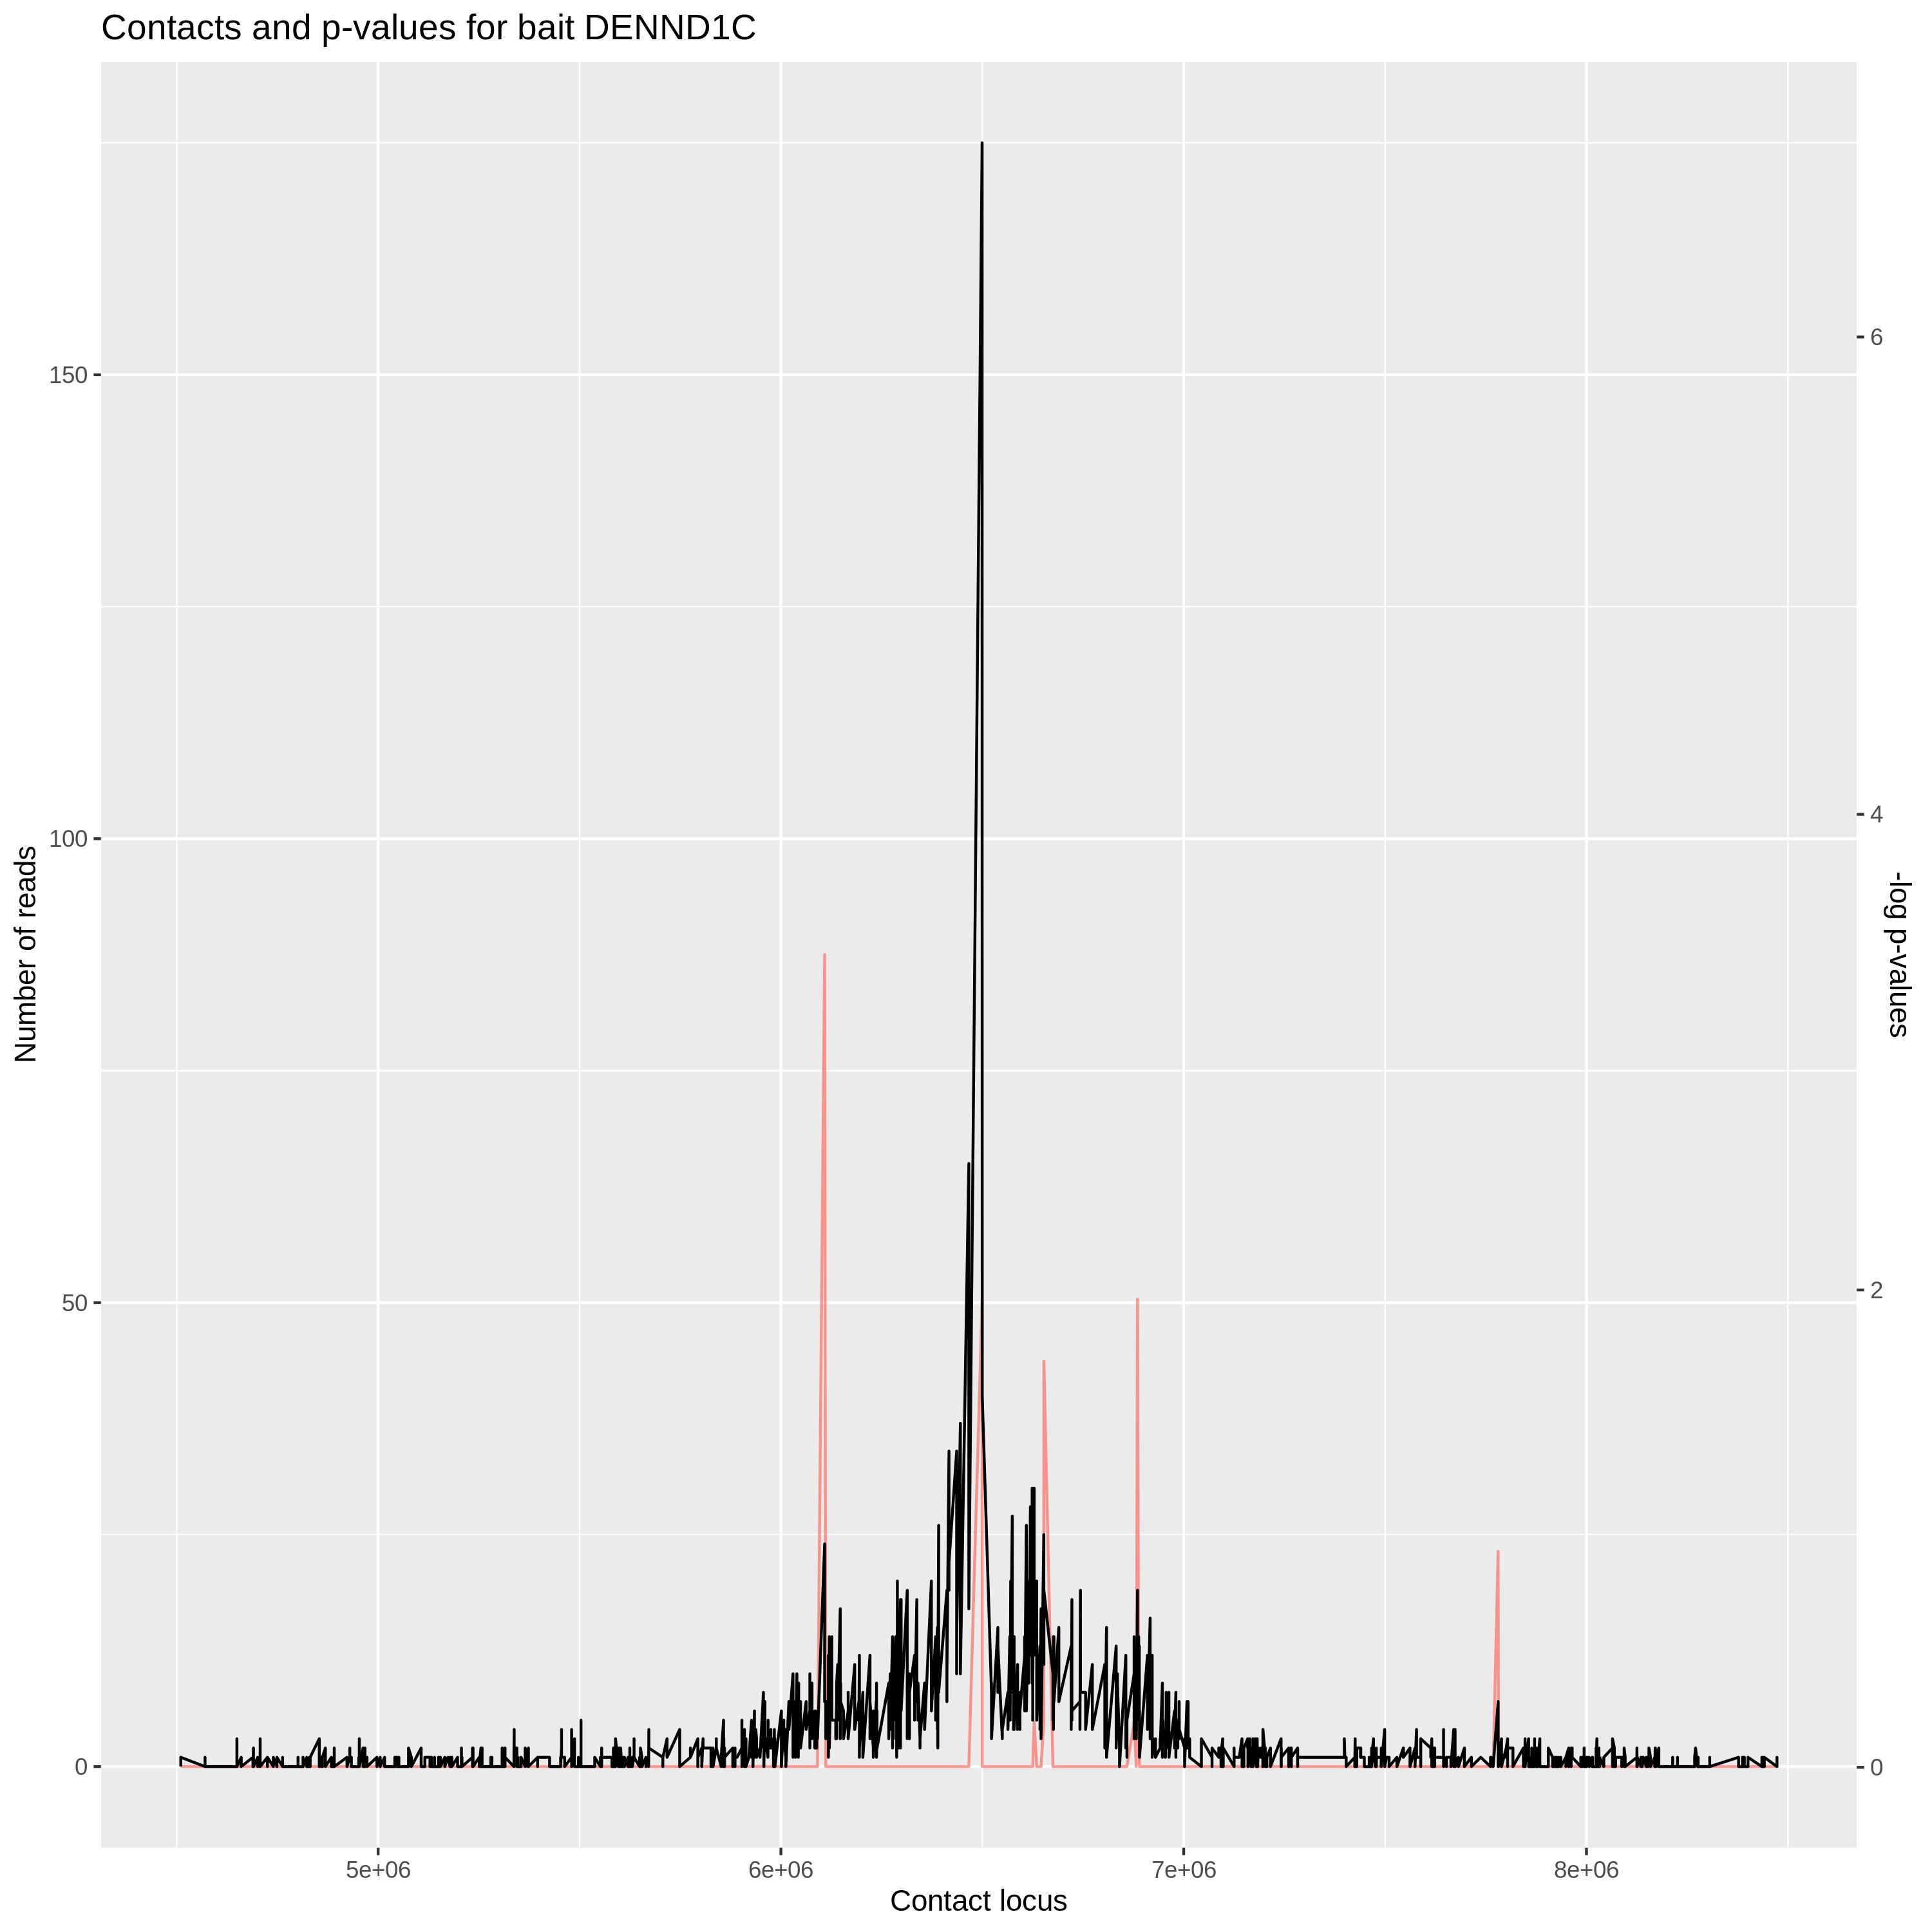 Contacts and p-values for bait DENND1C
Number of reads
150
100
50
0
6
4
2
0
-log p-values
5e+06 6e+06 7e+06 8e+06
Contact locus